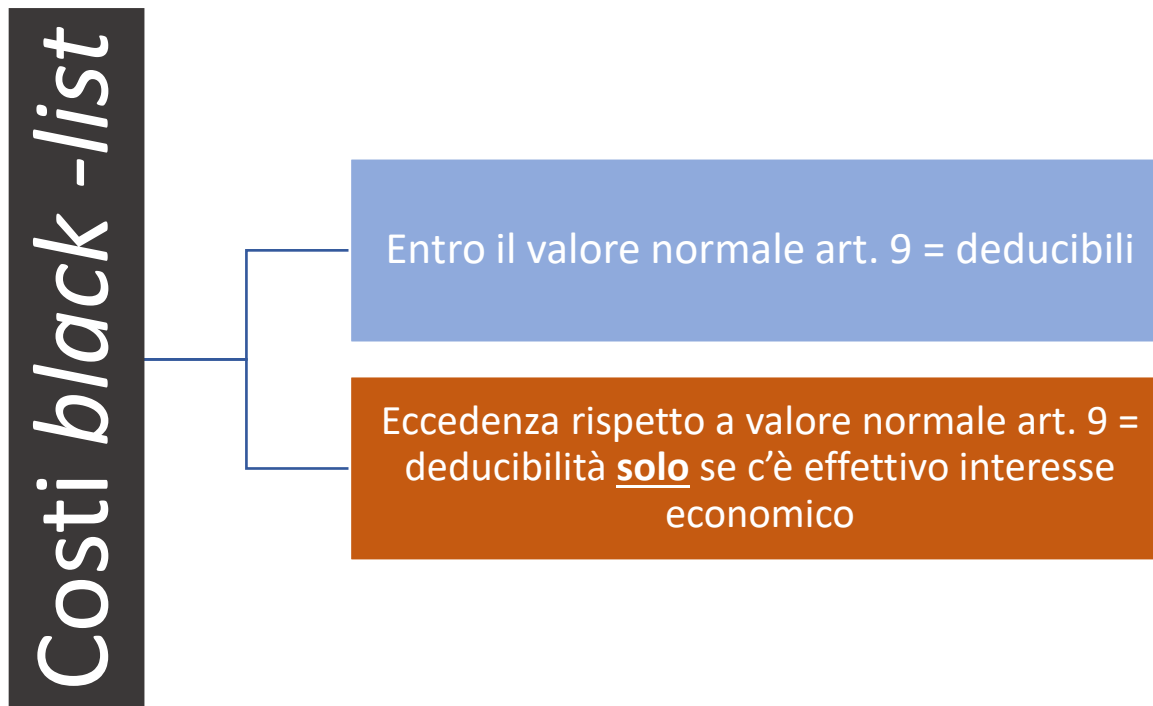 Costi black -list
Entro il valore normale art. 9 = deducibili
Eccedenza rispetto a valore normale art. 9 =
deducibilità solo se c’è effettivo interesse
economico